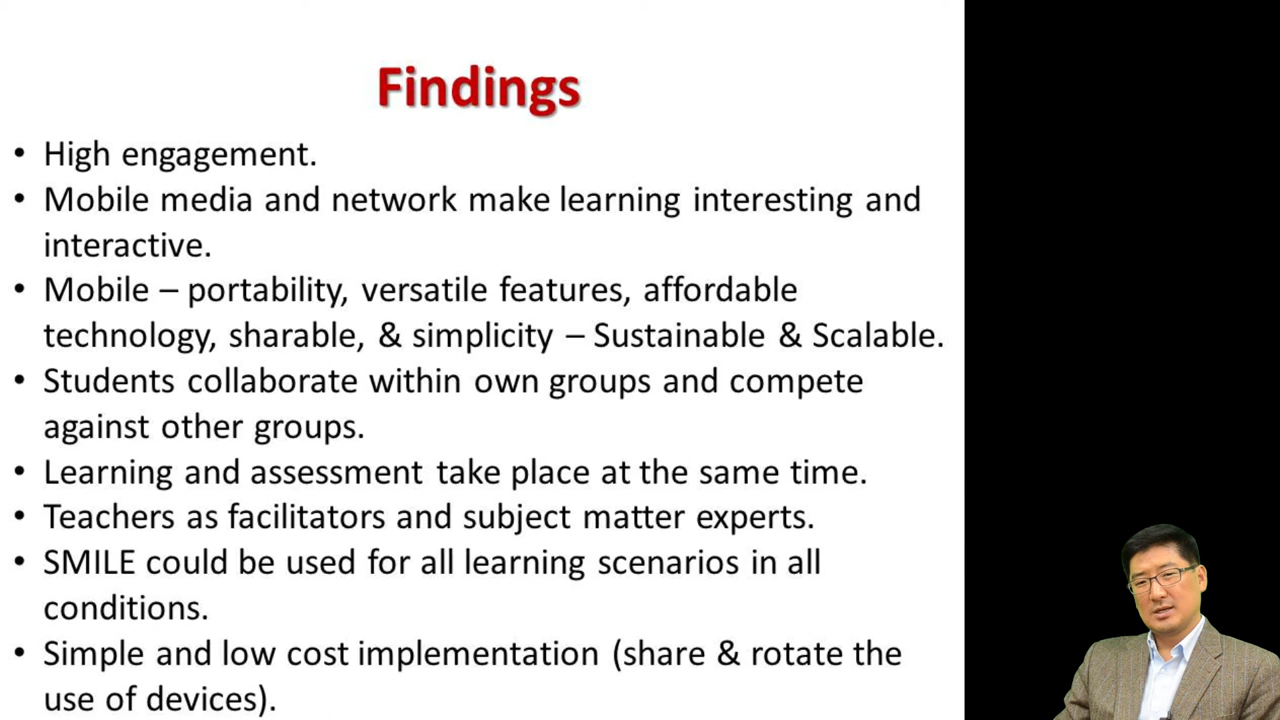 Findings
• High engagement.
• Mobile media and network make learning interesting and
interactive.
• Mobile – portability, versatile features, affordable
technology, sharable, & simplicity – Sustainable & Scalable.
• Students collaborate within own groups and compete
against other groups.
• Learning and assessment take place at the same time.
• Teachers as facilitators and subject matter experts.
• SMILE could be used for all learning scenarios in all
conditions.
• Simple and low cost implementation (share & rotate the
use of devices).